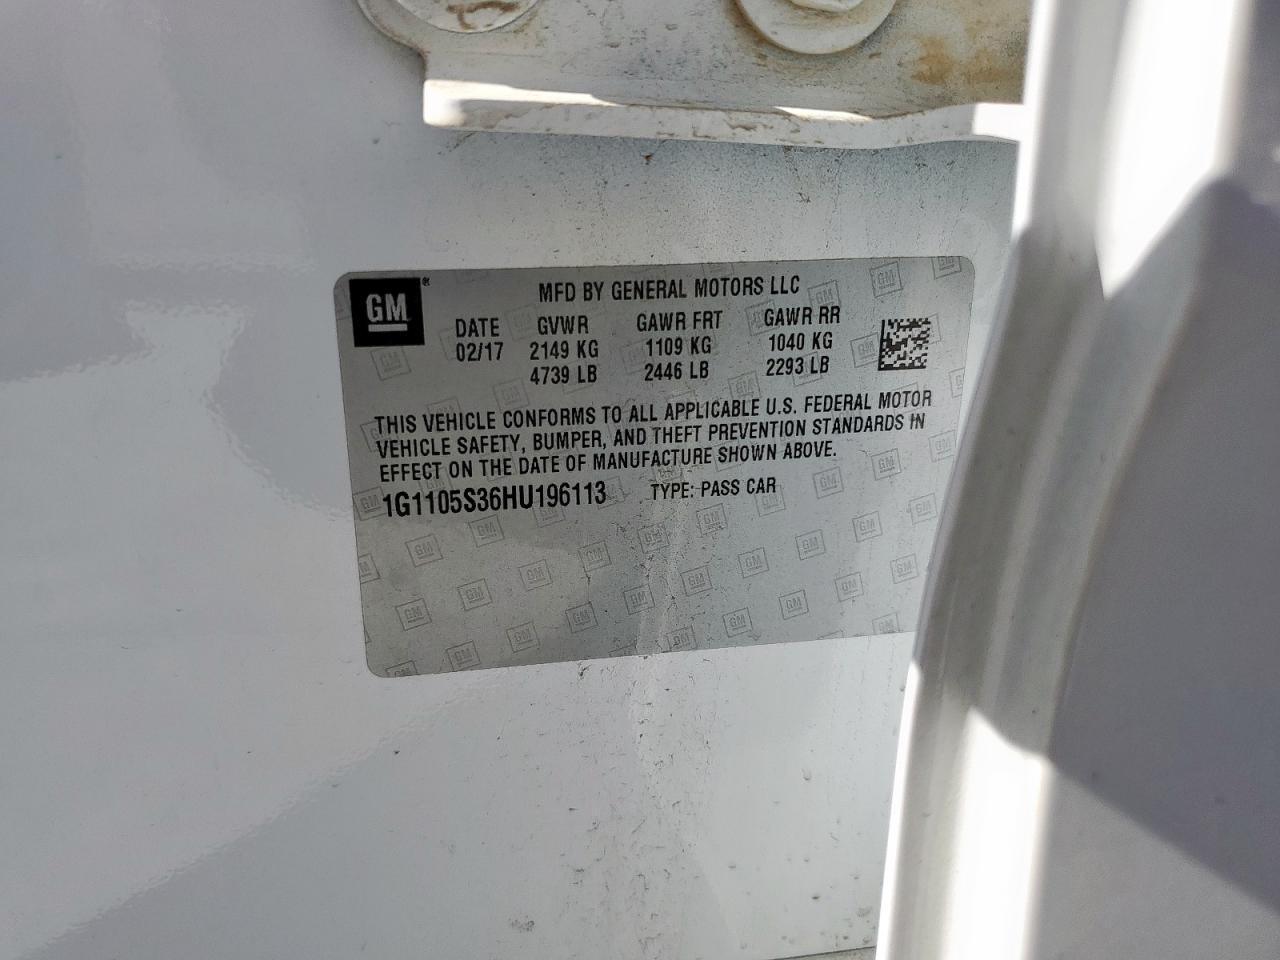 GM®
MFD BY GENERAL MOTORS LLC
DATE GVWR GAWR FRT GAWR RR
02/17 2149 KG 1109 KG 1040 KG
4739 LB 2446 LB 2293 LB
THIS VEHICLE CONFORMS TO ALL APPLICABLE U.S. FEDERAL MOTOR
VEHICLE SAFETY, BUMPER, AND THEFT PREVENTION STANDARDS IN
EFFECT ON THE DATE OF MANUFACTURE SHOWN ABOVE.
1G1105S36HU196113 TYPE: PASS CAR